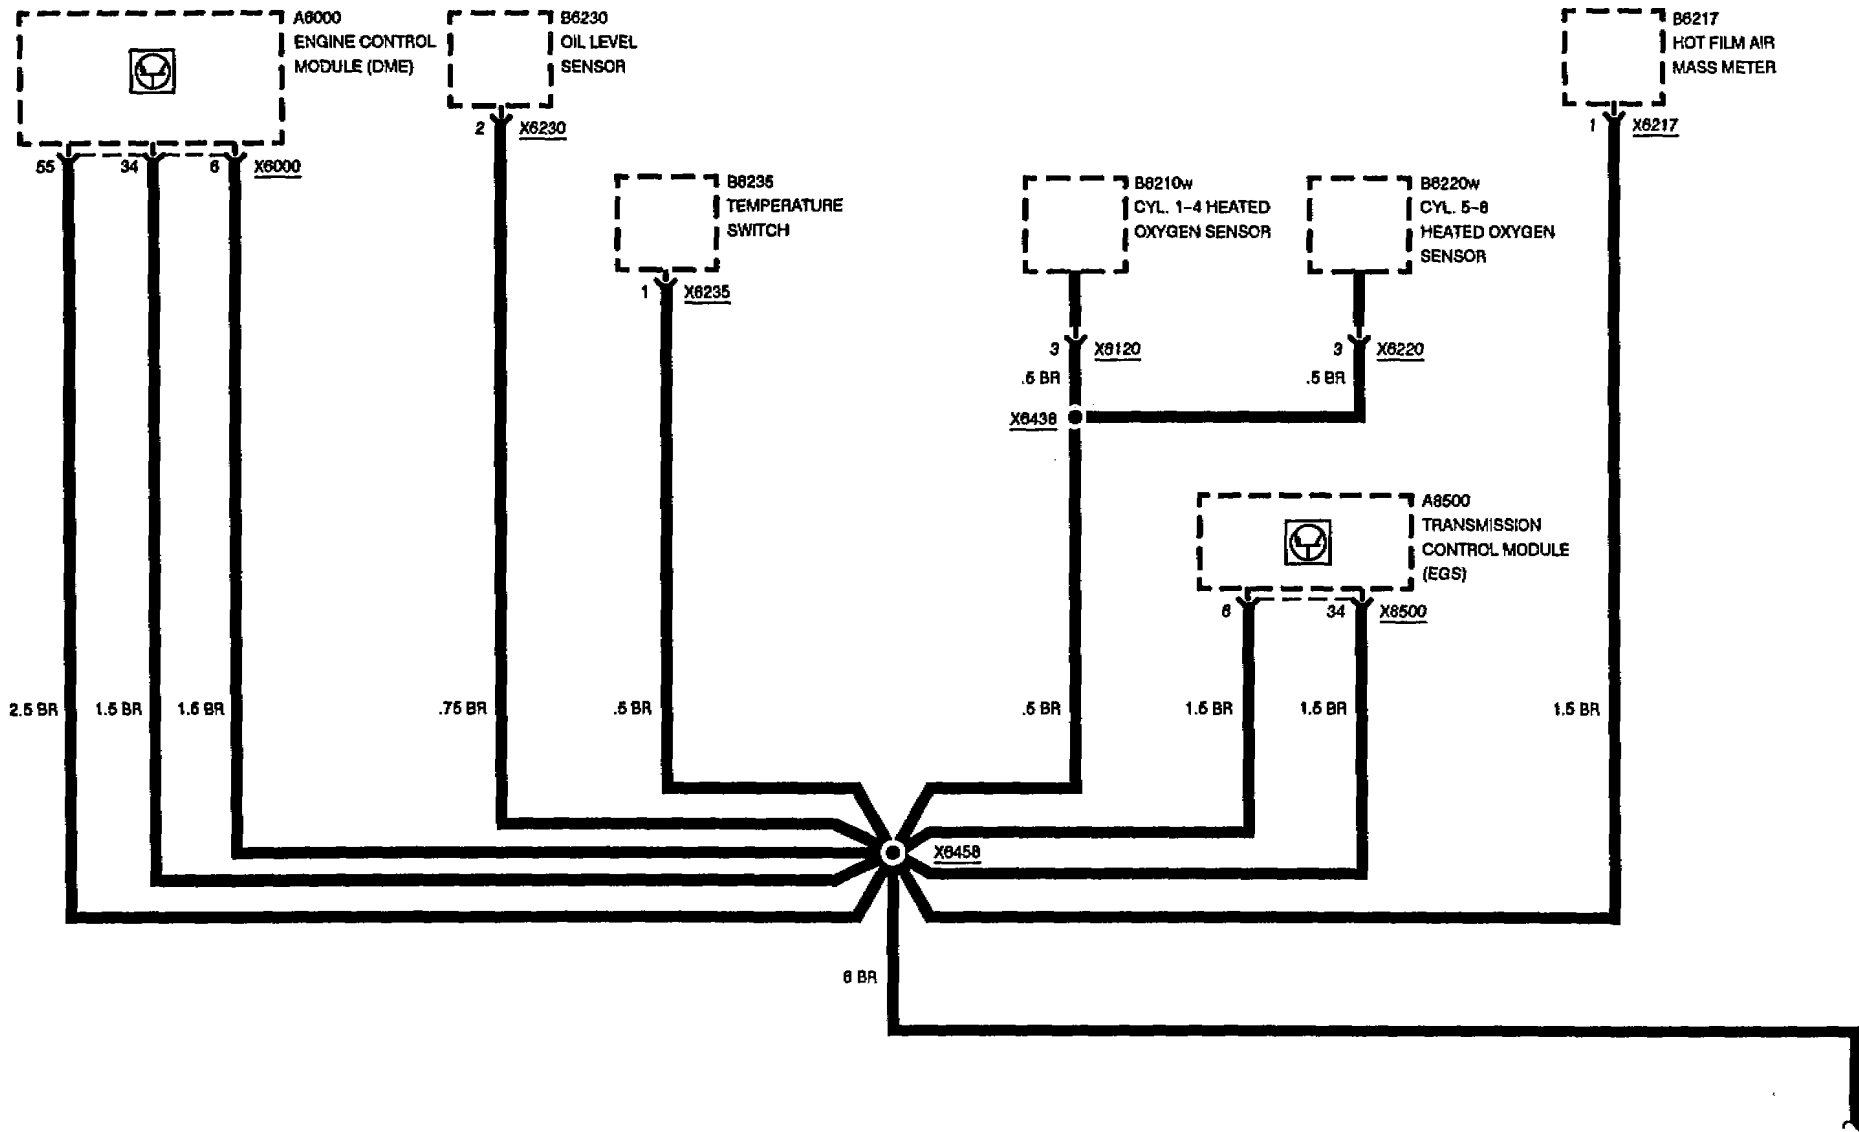 A6000
ENGINE CONTROL
MODULE (DME)
B6230
OIL LEVEL
SENSOR
B6217
HOT FILM AIR
MASS METER
2
X6230
1
X6217
55
34
6
X6000
B6235
TEMPERATURE
SWITCH
B6210w
CYL. 1-4 HEATED
OXYGEN SENSOR
B6220w
CYL. 5-8
HEATED OXYGEN
SENSOR
1
X6235
3
X6120
3
X6220
.5 BR
.5 BR
X6438
A8500
TRANSMISSION
CONTROL MODULE
(EGS)
6
34
X8500
2.5 BR
1.5 BR
1.5 BR
.75 BR
.5 BR
.5 BR
1.5 BR
1.5 BR
1.5 BR
X6458
6 BR